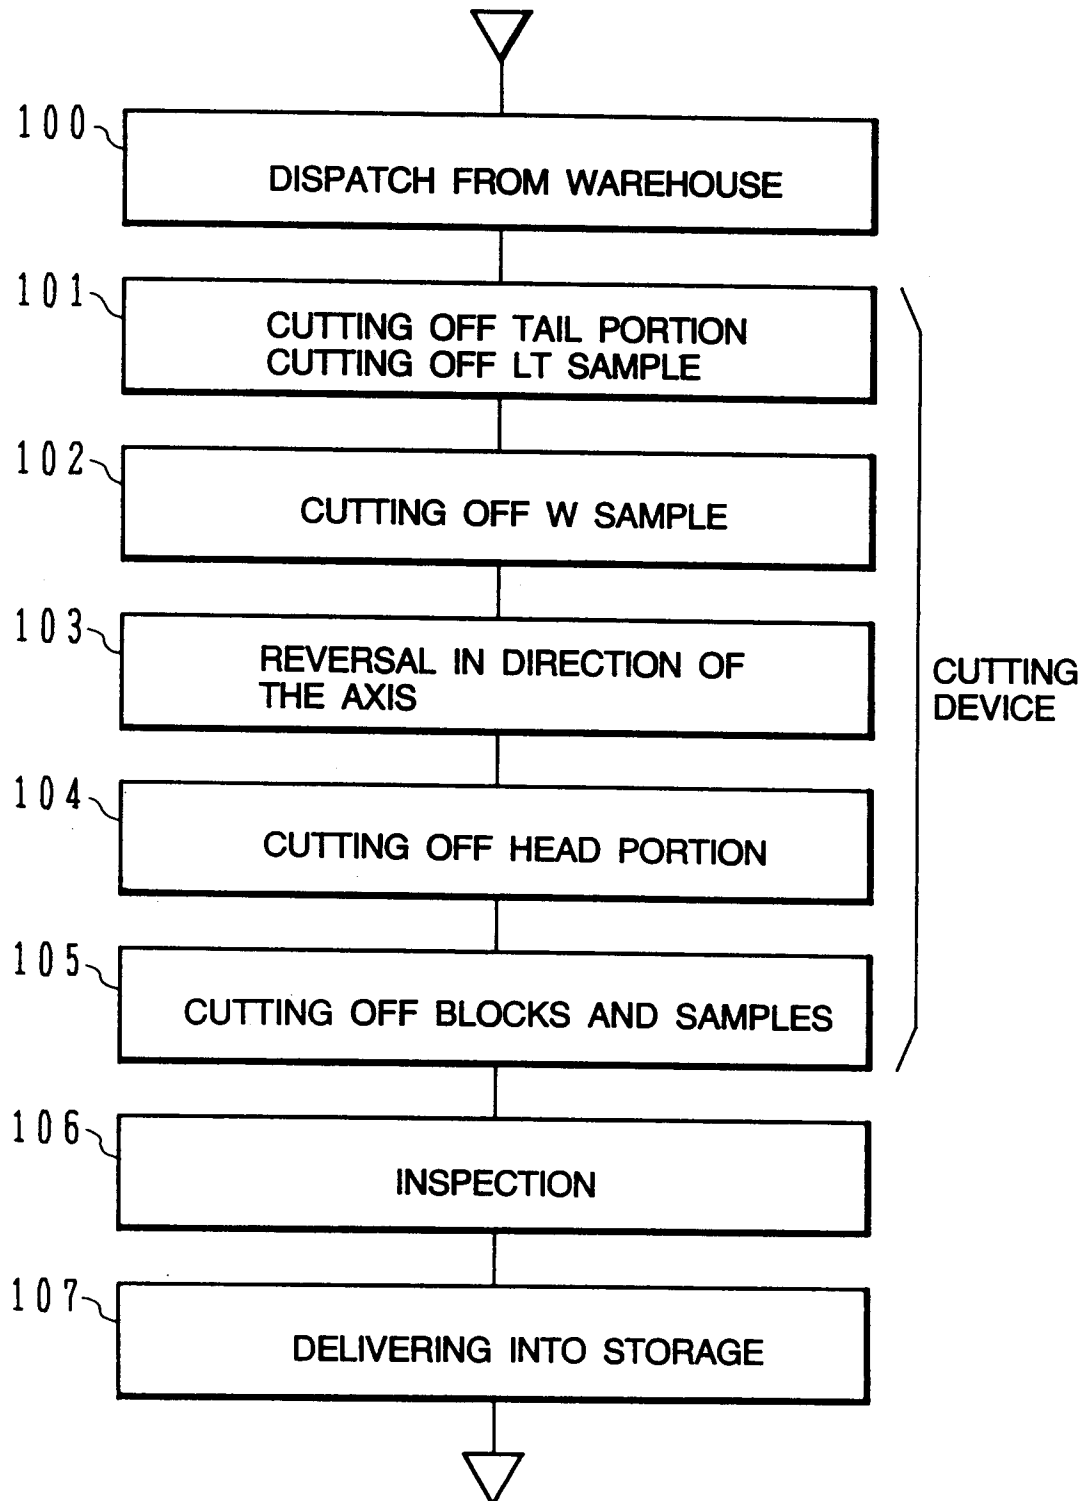 100
DISPATCH FROM WAREHOUSE
101
CUTTING OFF TAIL PORTION
CUTTING OFF LT SAMPLE
102
CUTTING OFF W SAMPLE
103
REVERSAL IN DIRECTION OF
THE AXIS
104
CUTTING OFF HEAD PORTION
105
CUTTING OFF BLOCKS AND SAMPLES
CUTTING
DEVICE
106
INSPECTION
107
DELIVERING INTO STORAGE